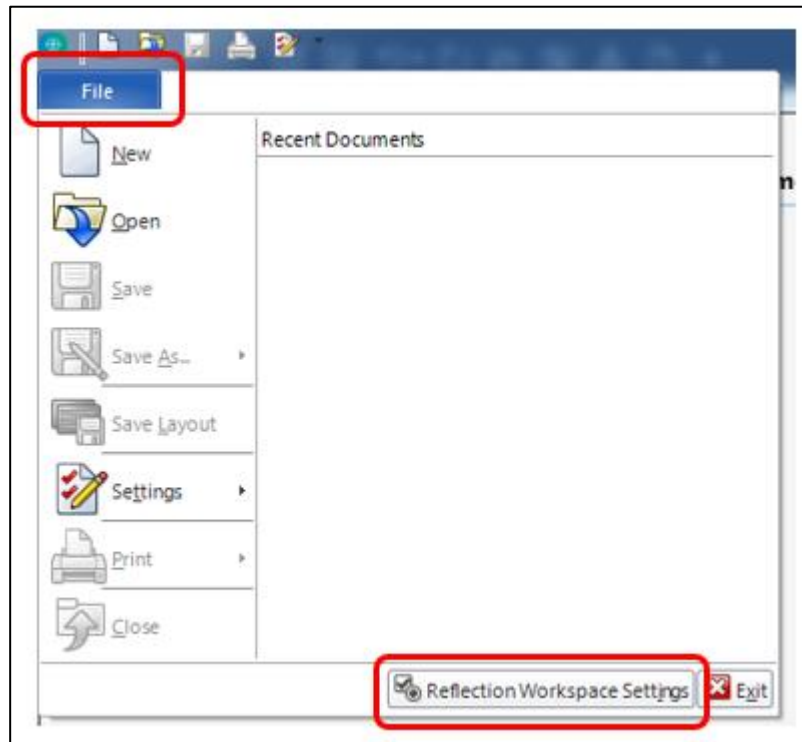 File
New
Recent Documents
Open
Save
Save As...
Save Layout
Settings
Print
Close
Reflection Workspace Settings
Exit